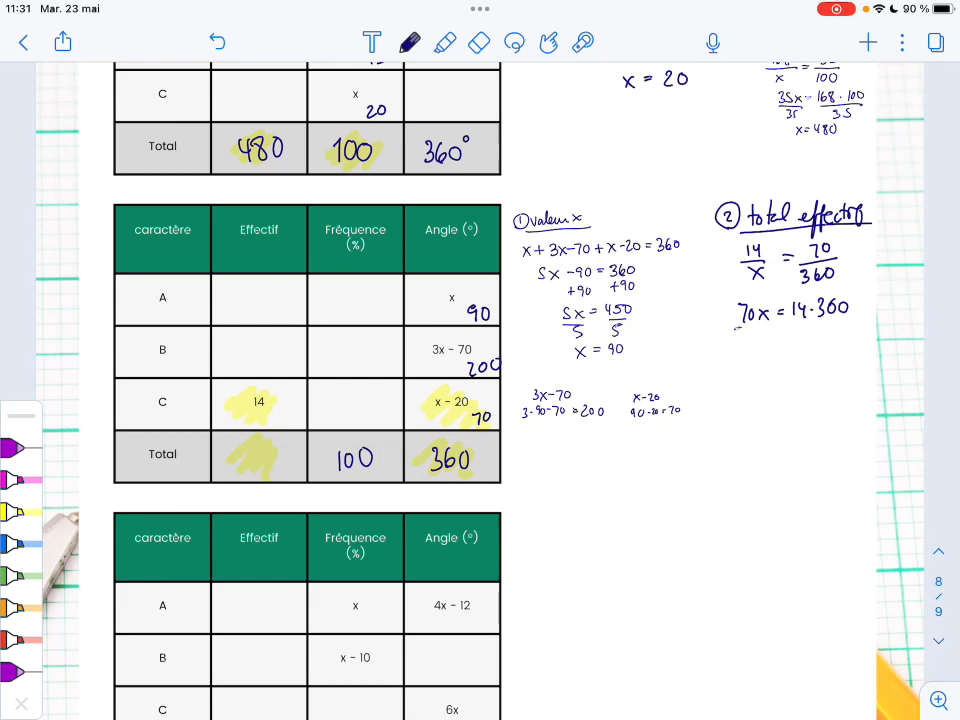 11:31 Mar. 23 mai
90 %
C x
20
Total 480 100 360°
x = 20
x 100
35x = 168 · 100
35 35
x = 480
caractère Effectif Fréquence (%) Angle (°)
A x
90
B 3x - 70
200
C 14 x - 20
70
Total 100 360
① valeur x
x + 3x-70 + x-20 = 360
5x -90 = 360
+90 +90
5x = 450
5 5
x = 90
3x-70
3·90-70 = 200
x-20
90-20 = 70
② total effectif
14 = 70
x 360
70x = 14·360
caractère Effectif Fréquence (%) Angle (°)
A x 4x - 12
B x - 10
C 6x
8
/
9